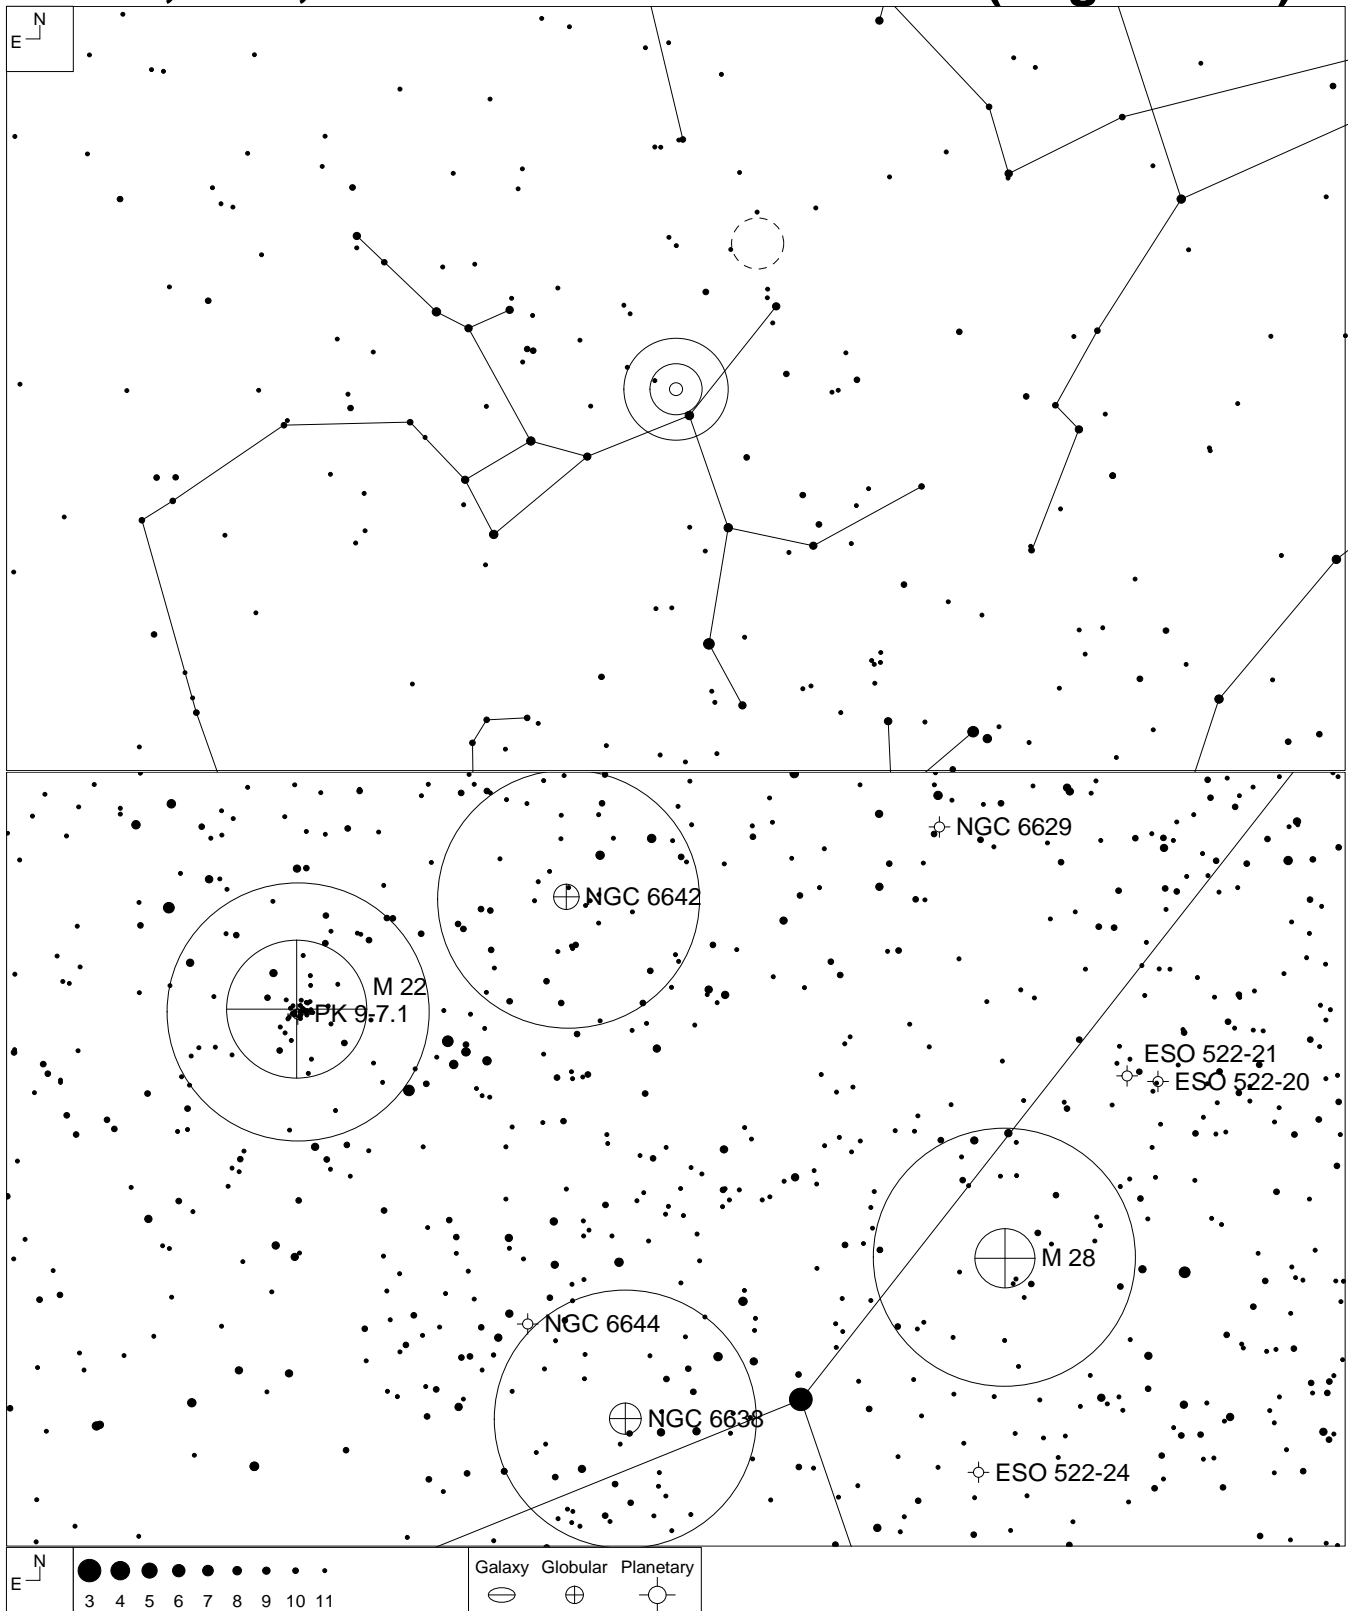 N
E
NGC 6629
NGC 6642
M 22
PK 9-7.1
ESO 522-21
ESO 522-20
M 28
NGC 6644
NGC 6638
ESO 522-24
N
E
Galaxy Globular Planetary
3 4 5 6 7 8 9 10 11